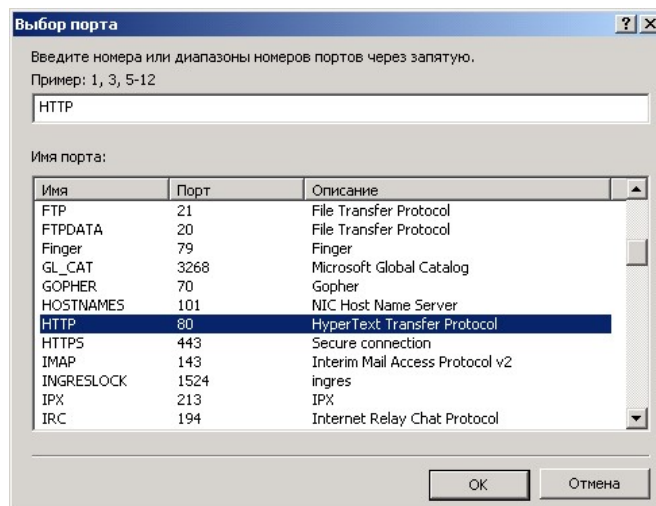 Выбор порта
Введите номера или диапазоны номеров портов через запятую.
Пример: 1, 3, 5-12
HTTP
Имя порта:
Имя Порт Описание
FTP 21 File Transfer Protocol
FTPDATA 20 File Transfer Protocol
Finger 79 Finger
GL_CAT 3268 Microsoft Global Catalog
GOPHER 70 Gopher
HOSTNAMES 101 NIC Host Name Server
HTTP 80 HyperText Transfer Protocol
HTTPS 443 Secure connection
IMAP 143 Interim Mail Access Protocol v2
INGRESLOCK 1524 ingres
IPX 213 IPX
IRC 194 Internet Relay Chat Protocol
OK Отмена